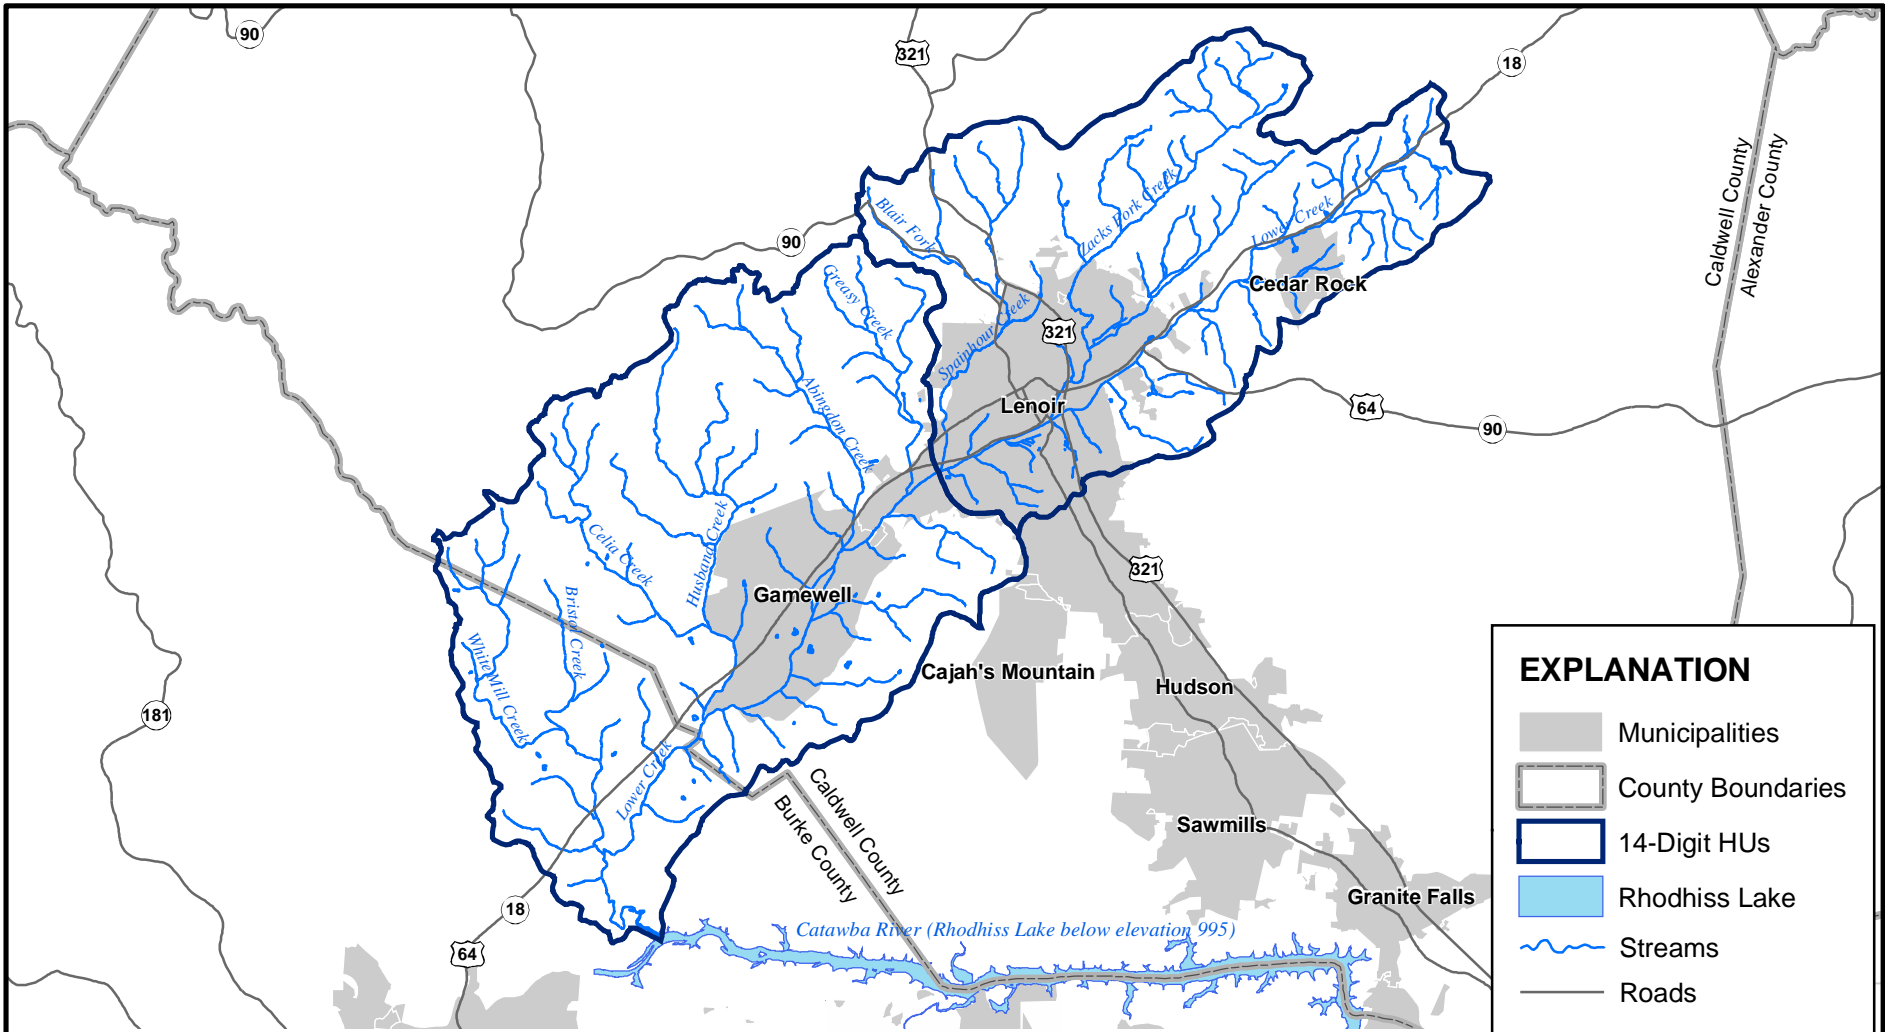 90
321
18
Caldwell County
Alexander County
Blair Fork
Zacks Fork Creek
Lower Creek
90
Greasy Creek
Cedar Rock
Spainhour Creek
321
Abingdon Creek
Lenoir
64
90
Celia Creek
Husband Creek
321
Gamewell
Bristol Creek
White Mill Creek
Cajah's Mountain
Hudson
181
Lower Creek
Caldwell County
Burke County
Sawmills
Granite Falls
18
Catawba River (Rhodhiss Lake below elevation 995)
64
EXPLANATION
Municipalities
County Boundaries
14-Digit HUs
Rhodhiss Lake
Streams
Roads